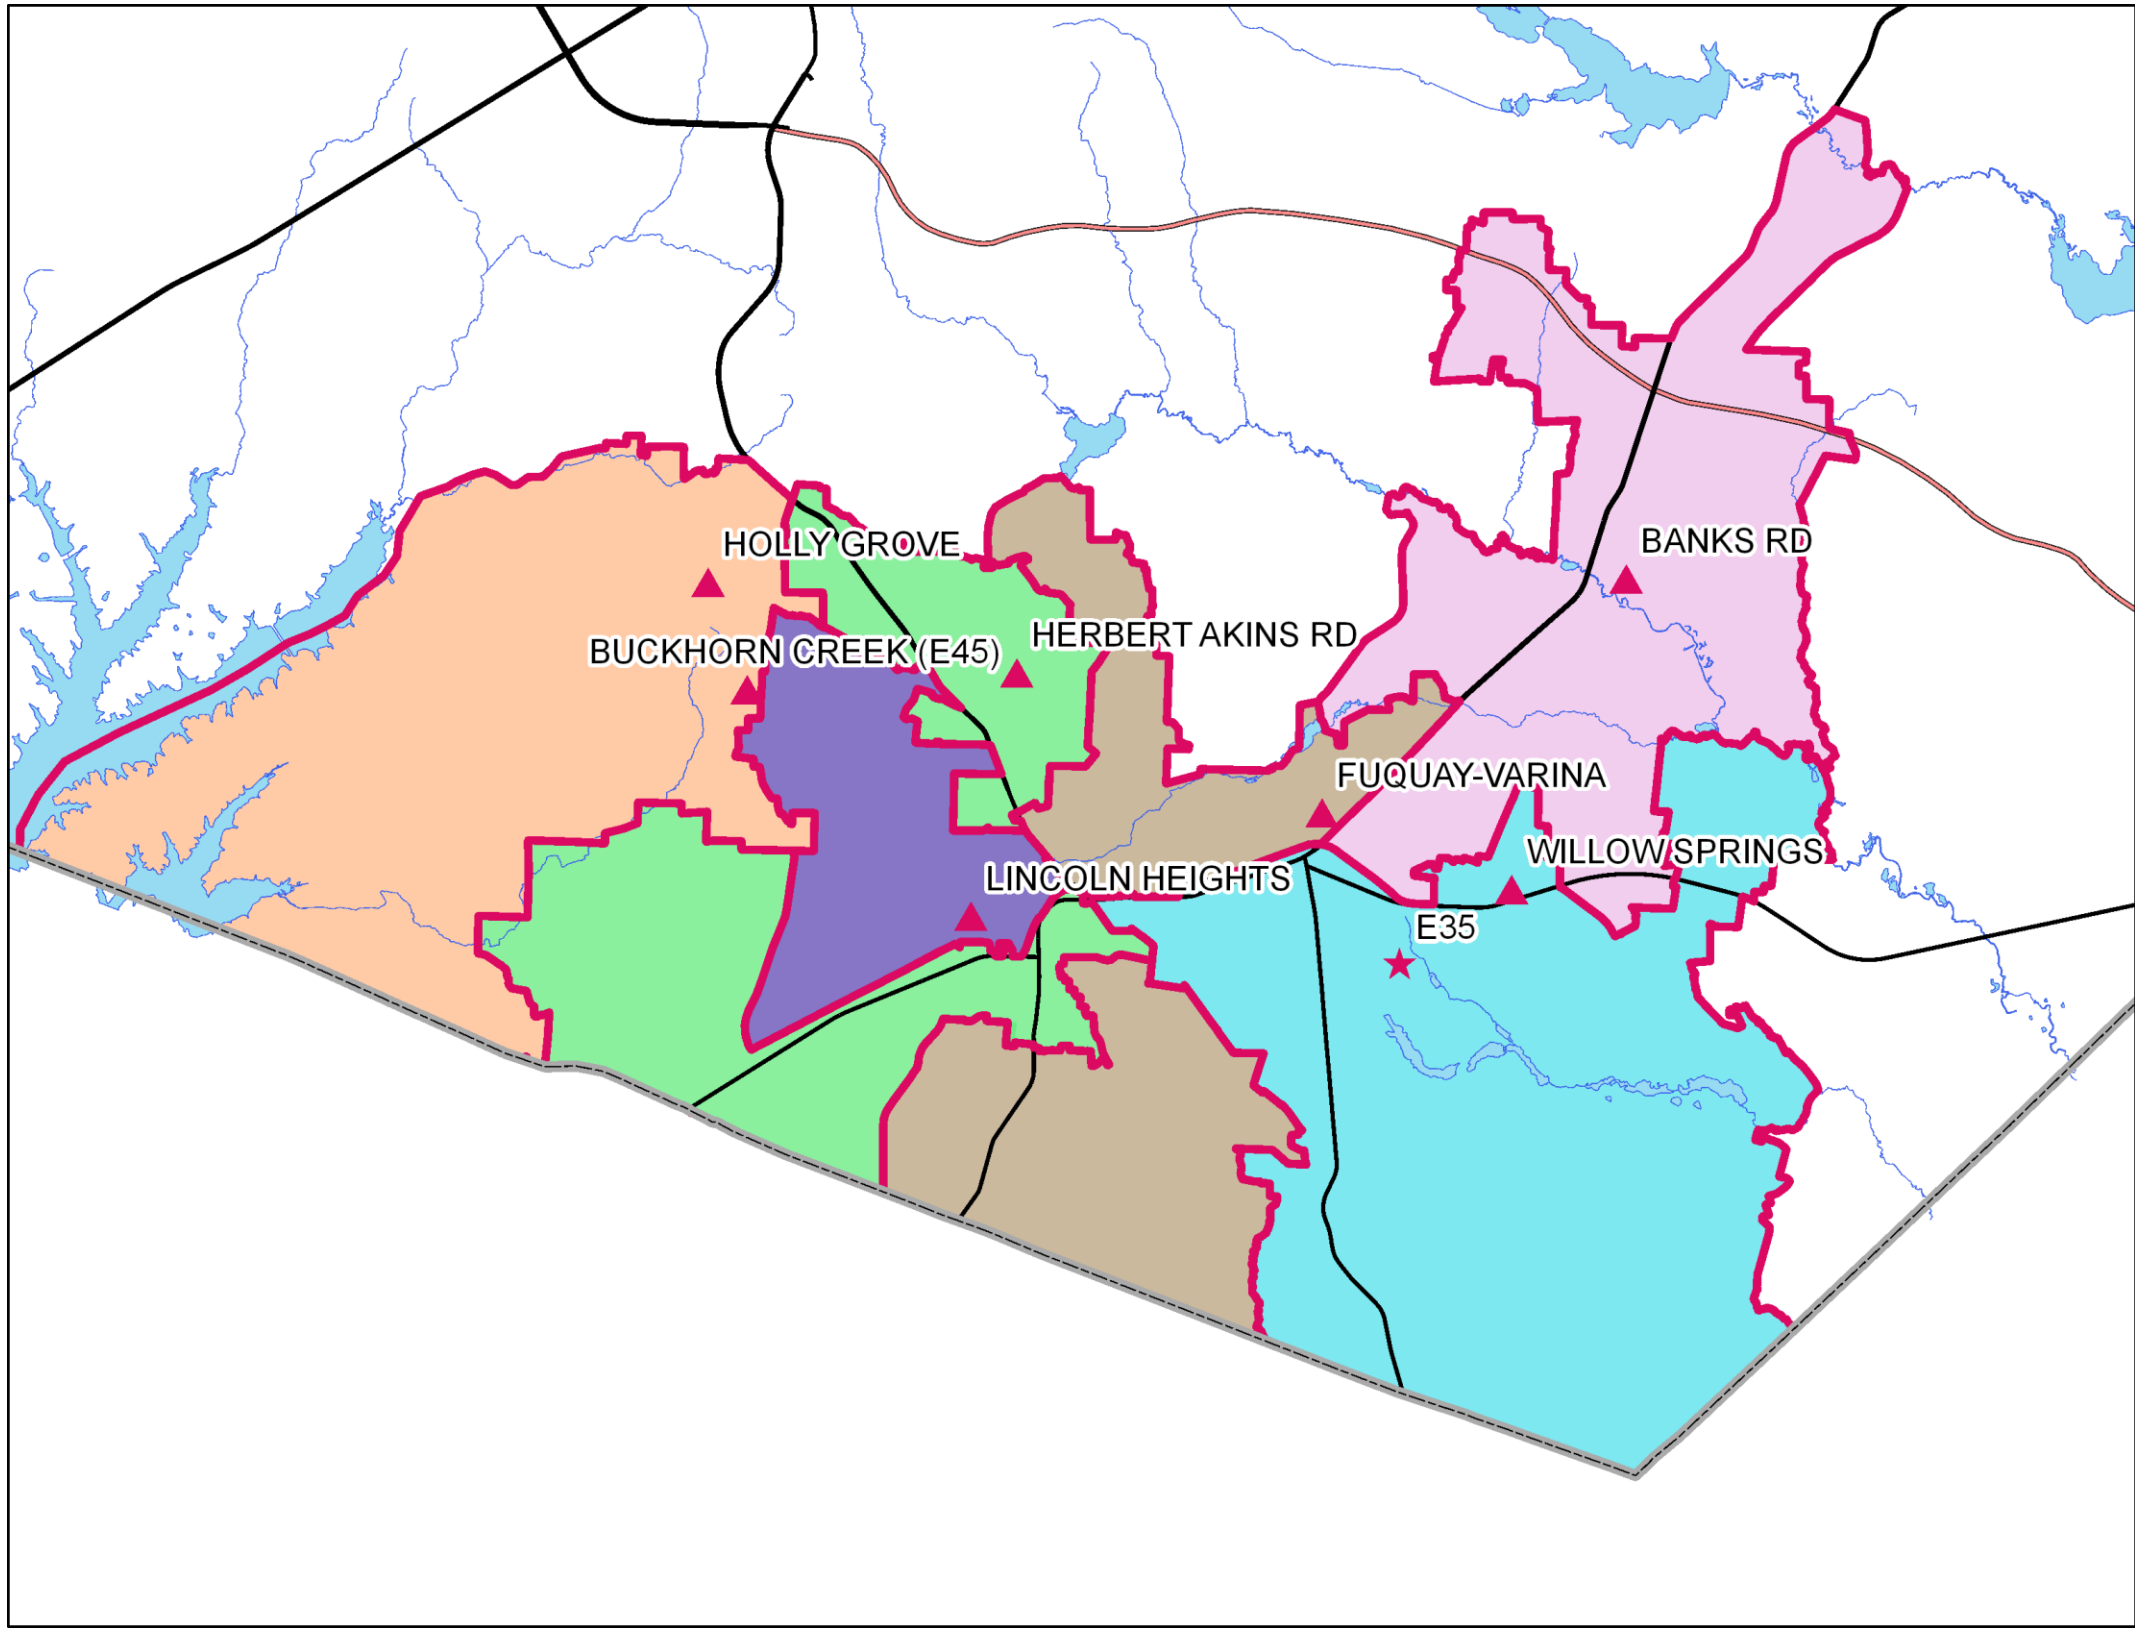 HOLLY GROVE
BANKS RD
HERBERT AKINS RD
BUCKHORN CREEK (E45)
FUQUAY-VARINA
WILLOW SPRINGS
LINCOLN HEIGHTS
E35